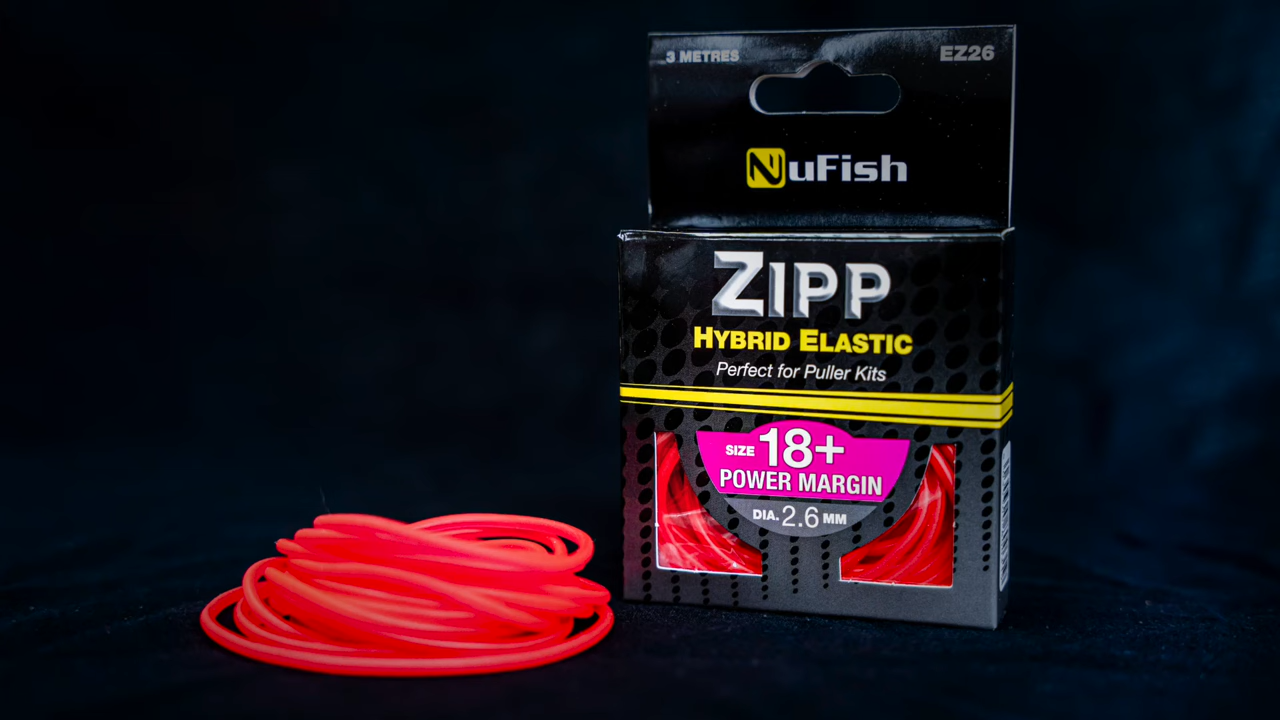 3 METRES
EZ26
NuFish
ZIPP
HYBRID ELASTIC
Perfect for Puller Kits
SIZE 18+
POWER MARGIN
DIA. 2.6 MM